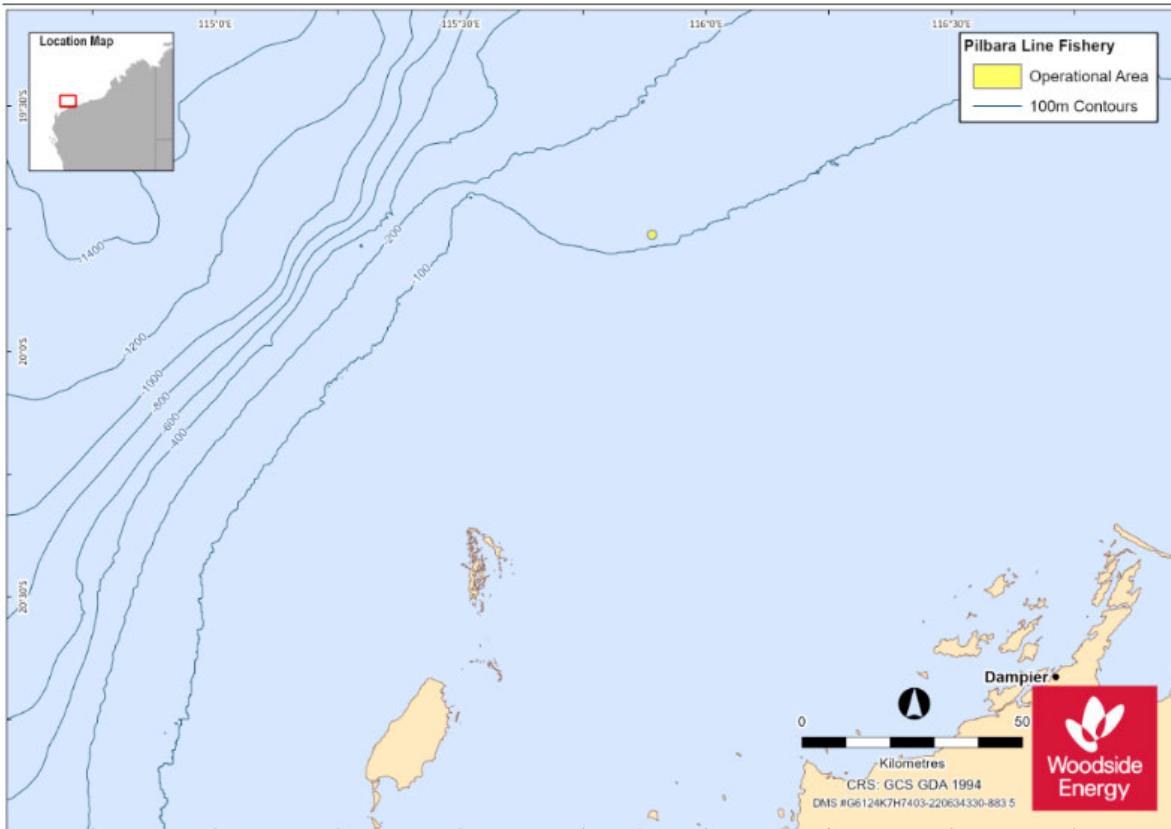 115°0'E
115°30'E
116°0'E
116°30'E
Location Map
Pilbara Line Fishery
Operational Area
100m Contours
19°30'S
-1400
-200
-100
20°0'S
-1200
-1000
-800
-600
-400
20°30'S
Dampier
0
50
Kilometres
CRS: GCS GDA 1994
DMS #G6124K7H7403-220634330-883 5
Woodside
Energy